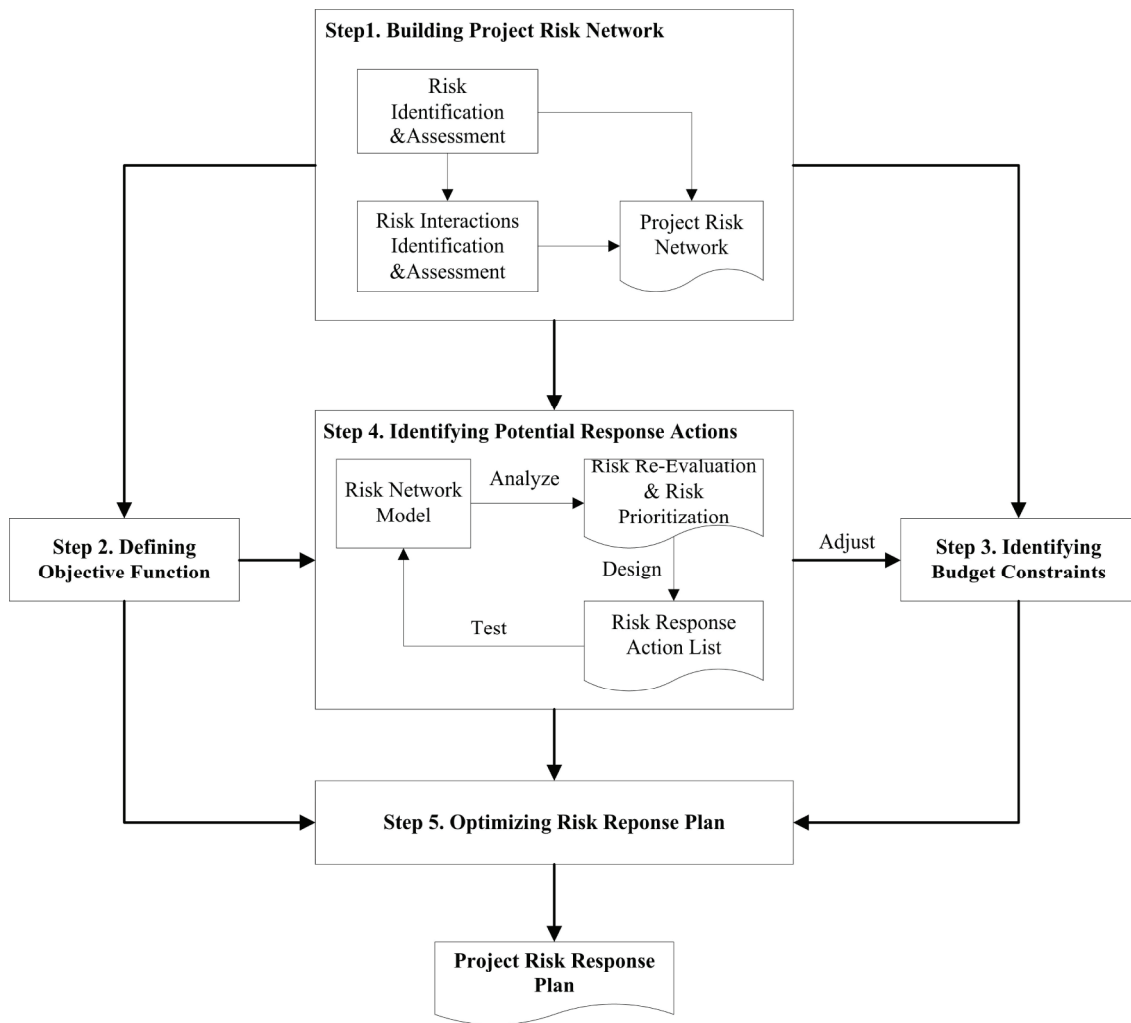 Step1. Building Project Risk Network
Risk
Identification
&Assessment
Risk Interactions
Identification
&Assessment
Project Risk
Network
Step 4. Identifying Potential Response Actions
Risk Network
Model
Analyze
Risk Re-Evaluation
& Risk
Prioritization
Design
Test
Risk Response
Action List
Step 2. Defining
Objective Function
Adjust
Step 3. Identifying
Budget Constraints
Step 5. Optimizing Risk Reponse Plan
Project Risk Response
Plan